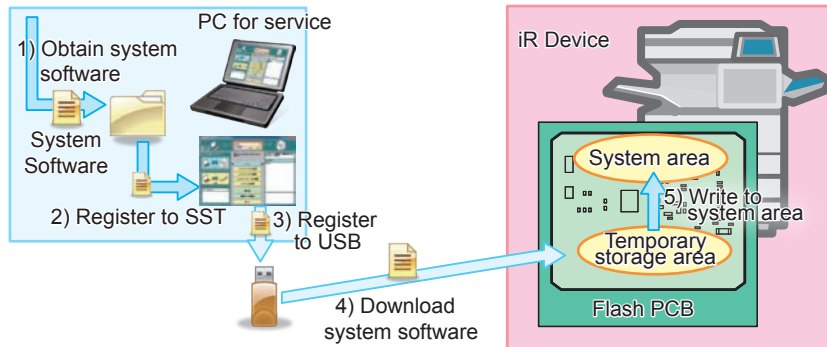 PC for service
1) Obtain system
software
System
Software
2) Register to SST
3) Register
to USB
4) Download
system software
iR Device
System area
5) Write to
system area
Temporary
storage area
Flash PCB